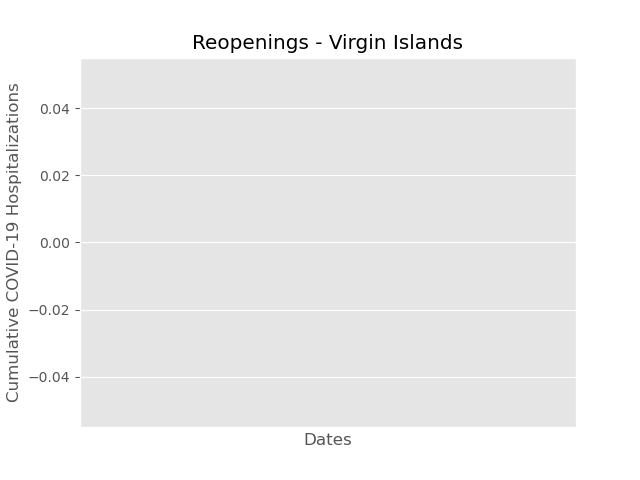 Reopenings - Virgin Islands
Cumulative COVID-19 Hospitalizations
0.04
0.02
0.00
−0.02
−0.04
Dates